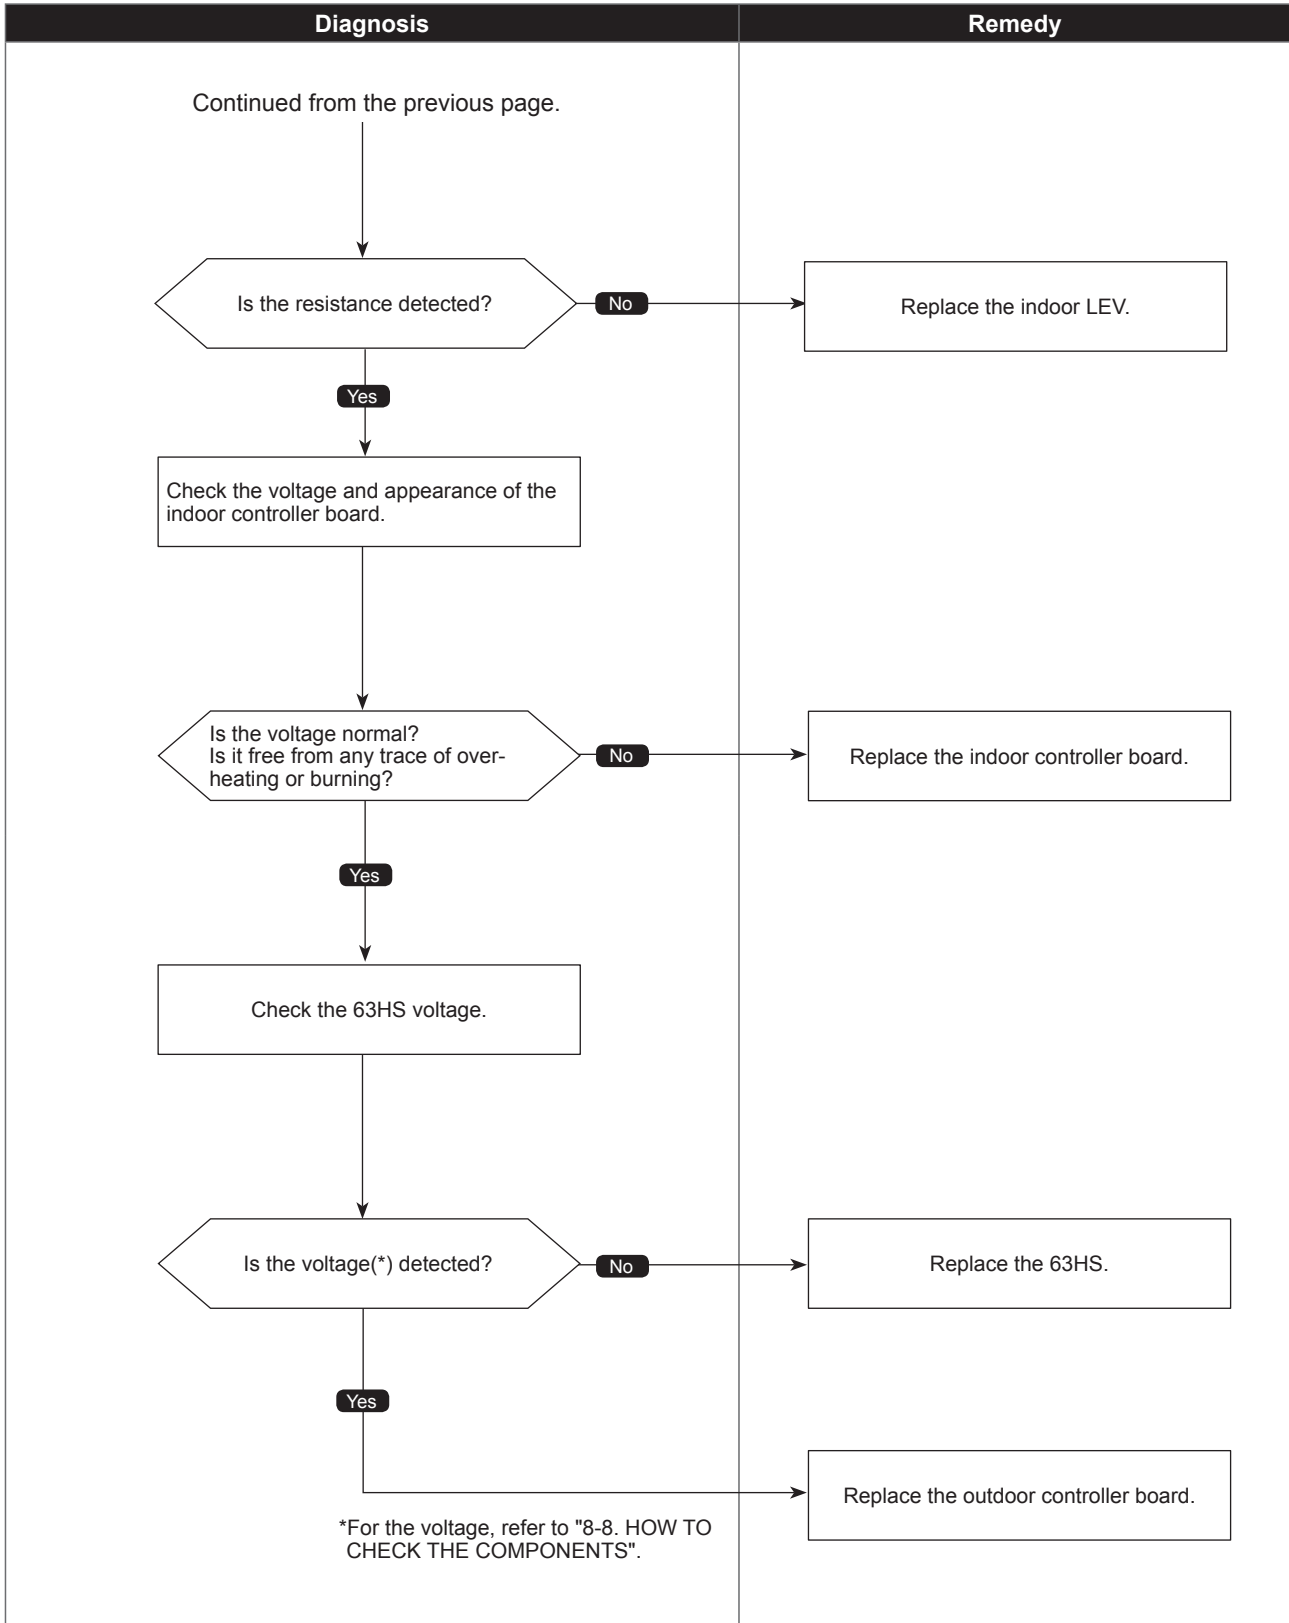 Diagnosis
Remedy
Continued from the previous page.
Is the resistance detected?
No
Replace the indoor LEV.
Yes
Check the voltage and appearance of the
indoor controller board.
Is the voltage normal?
Is it free from any trace of over-
heating or burning?
No
Replace the indoor controller board.
Yes
Check the 63HS voltage.
Is the voltage(*) detected?
No
Replace the 63HS.
Yes
Replace the outdoor controller board.
*For the voltage, refer to "8-8. HOW TO
CHECK THE COMPONENTS".